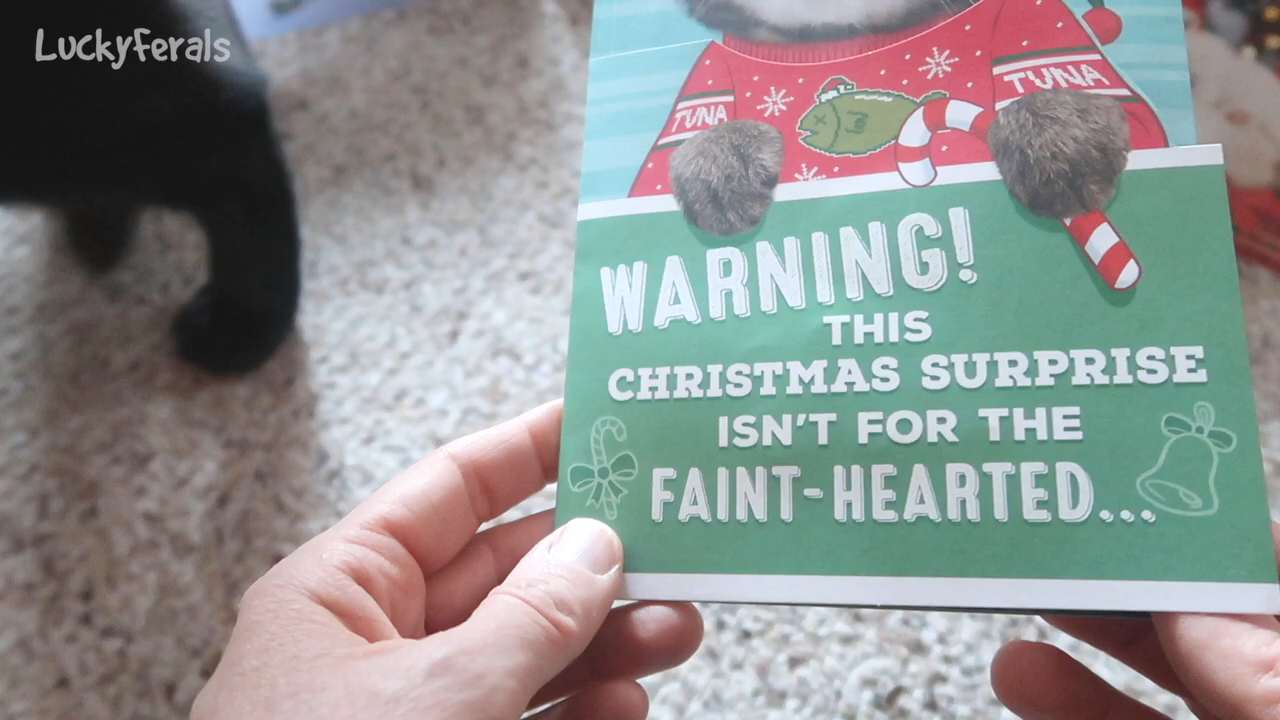 LuckyFerals
TUNA
TUNA
WARNING!
THIS
CHRISTMAS SURPRISE
ISN'T FOR THE
FAINT-HEARTED...